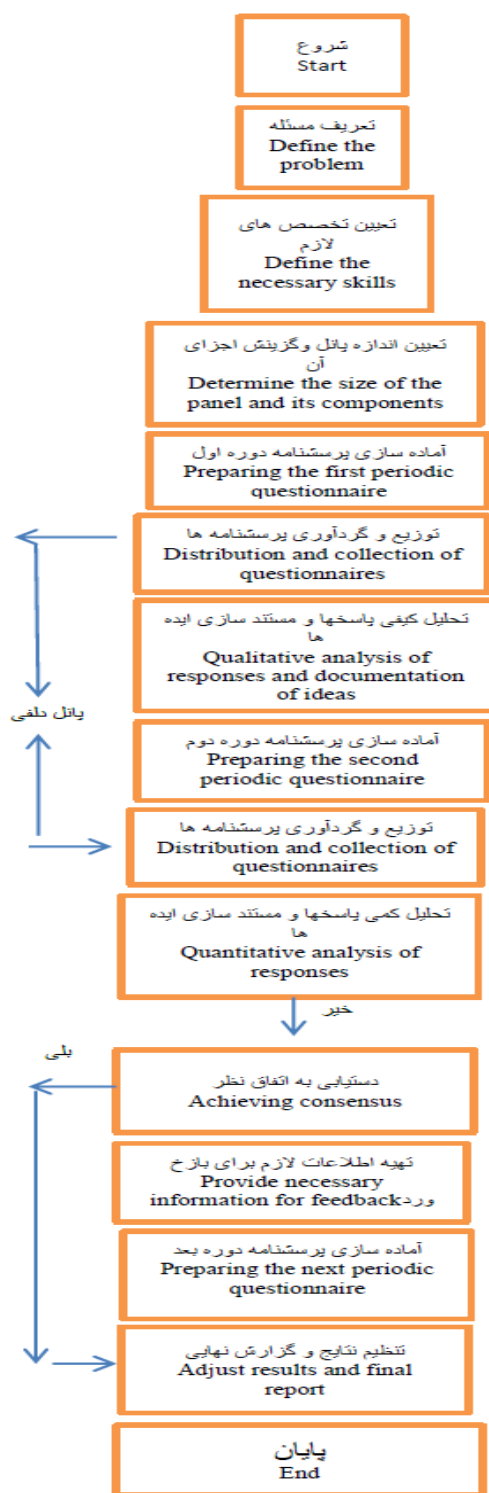 شروع
Start
تعریف مسئله
Define the
problem
تعیین تخصص های
لازم
Define the
necessary skills
تعیین اندازه پانل وگزینش اجزای
آن
Determine the size of the
panel and its components
آماده سازی پرسشنامه دوره اول
Preparing the first periodic
questionnaire
توزیع و گردآوری پرسشنامه ها
Distribution and collection of
questionnaires
تحلیل کیفی پاسخها و مستند سازی ایده
ها
Qualitative analysis of
responses and documentation
of ideas
پانل دلفی
آماده سازی پرسشنامه دوره دوم
Preparing the second
periodic questionnaire
توزیع و گردآوری پرسشنامه ها
Distribution and collection of
questionnaires
تحلیل کمی پاسخها و مستند سازی ایده
ها
Quantitative analysis of
responses
خیر
بلی
دستیابی به اتفاق نظر
Achieving consensus
تهیه اطلاعات لازم برای بازخ
Provide necessary
information for feedbackورد
آماده سازی پرسشنامه دوره بعد
Preparing the next periodic
questionnaire
تنظیم نتایج و گزارش نهایی
Adjust results and final
report
پایان
End